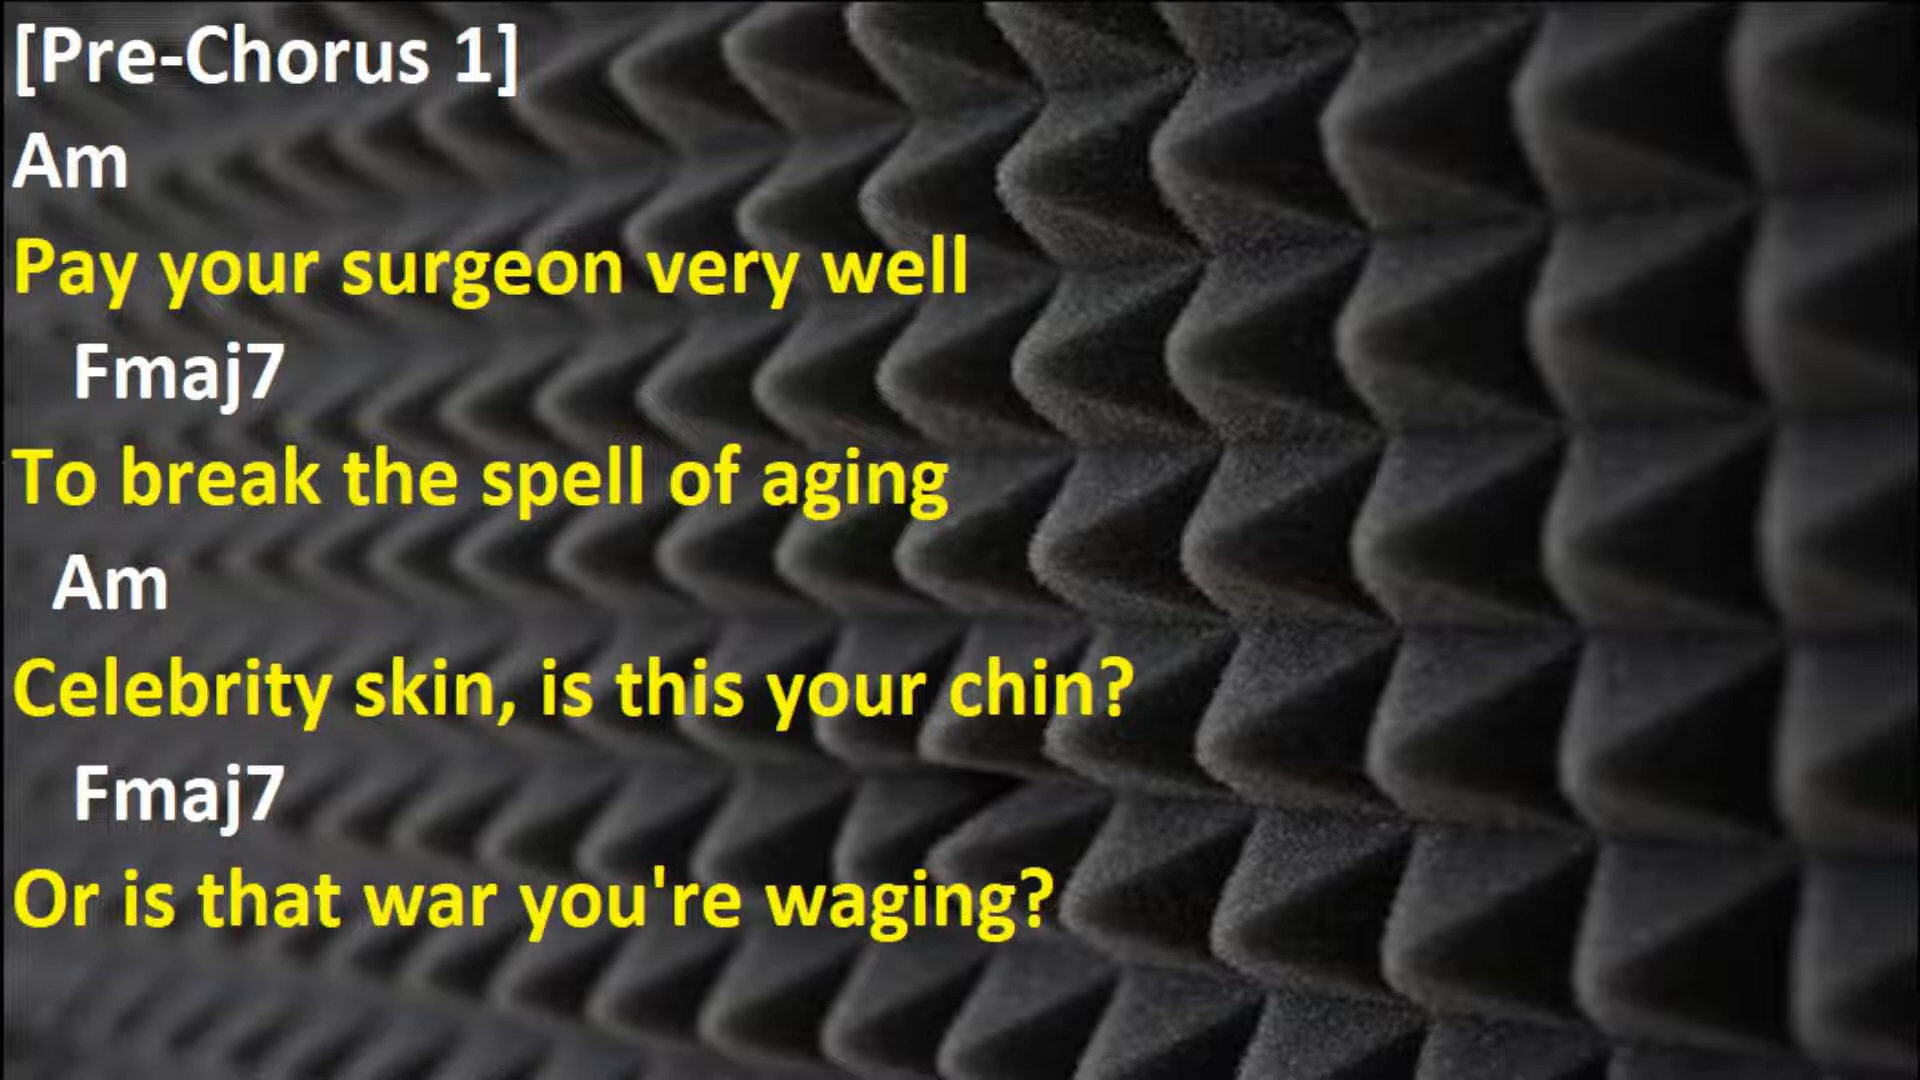 [Pre-Chorus 1]
Am
Pay your surgeon very well
Fmaj7
To break the spell of aging
Am
Celebrity skin, is this your chin?
Fmaj7
Or is that war you're waging?